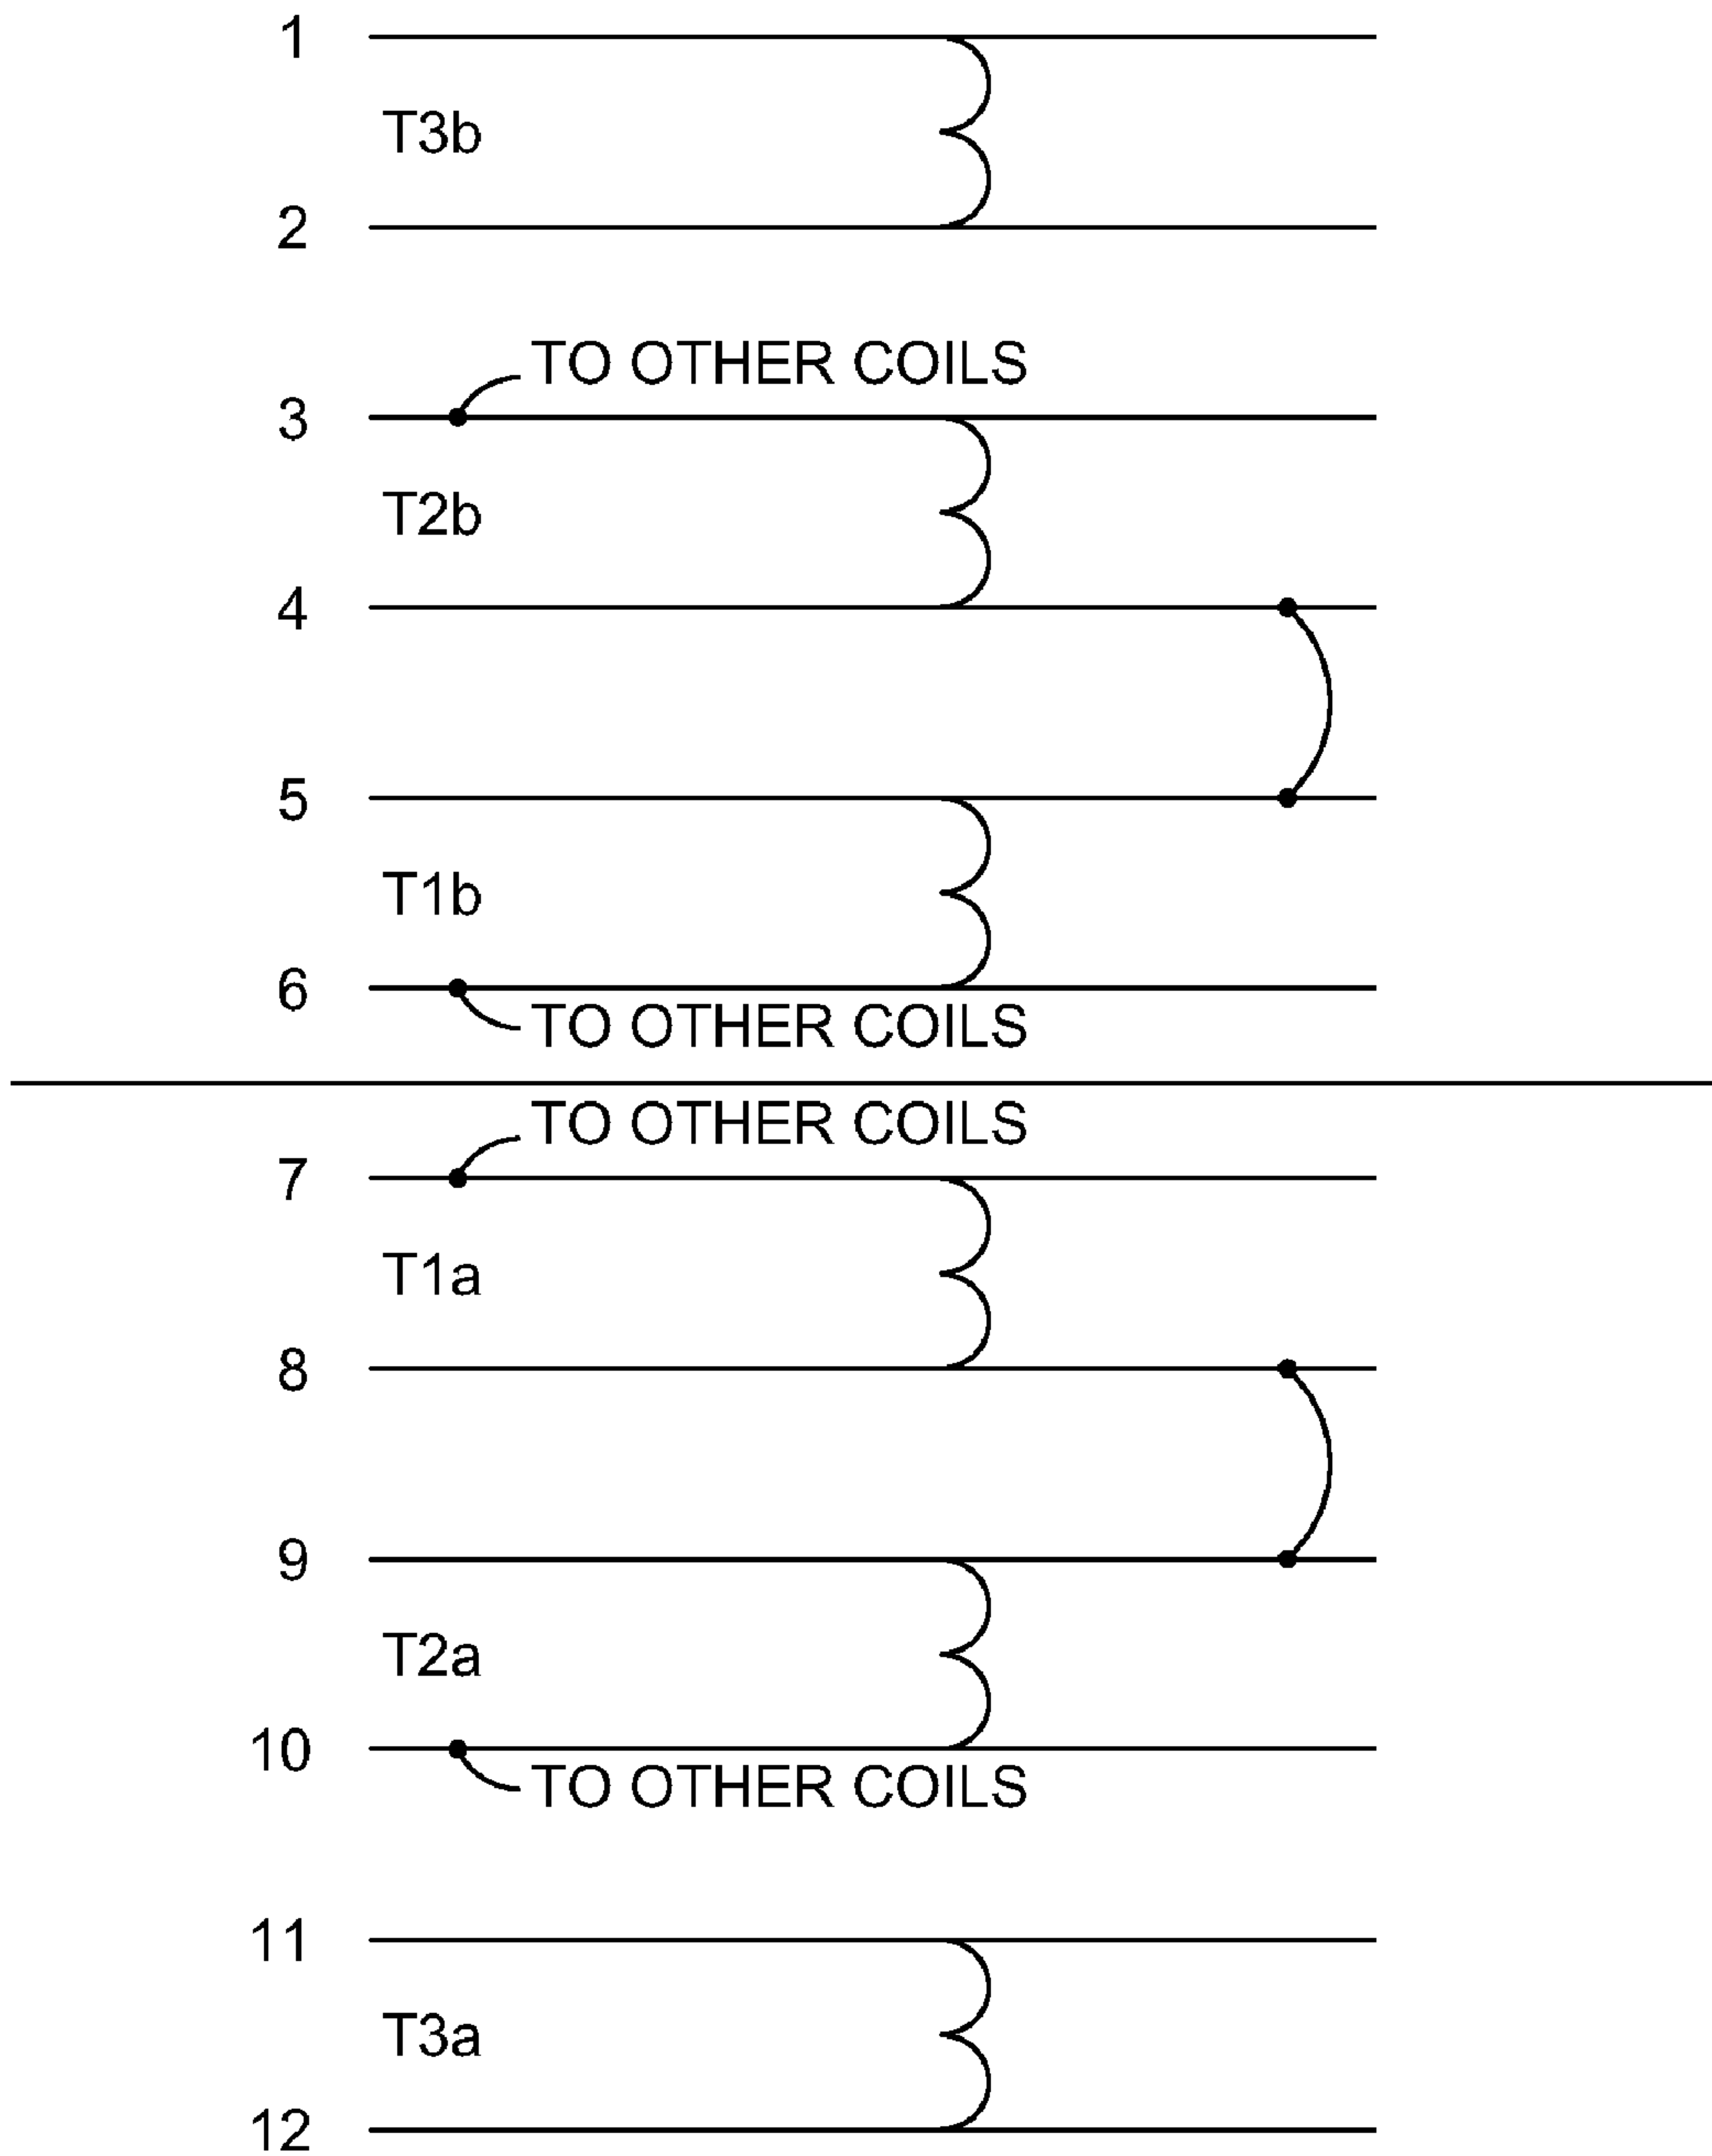 1
T3b
2
TO OTHER COILS
3
T2b
4
5
T1b
6
TO OTHER COILS
TO OTHER COILS
7
T1a
8
9
T2a
10
TO OTHER COILS
11
T3a
12